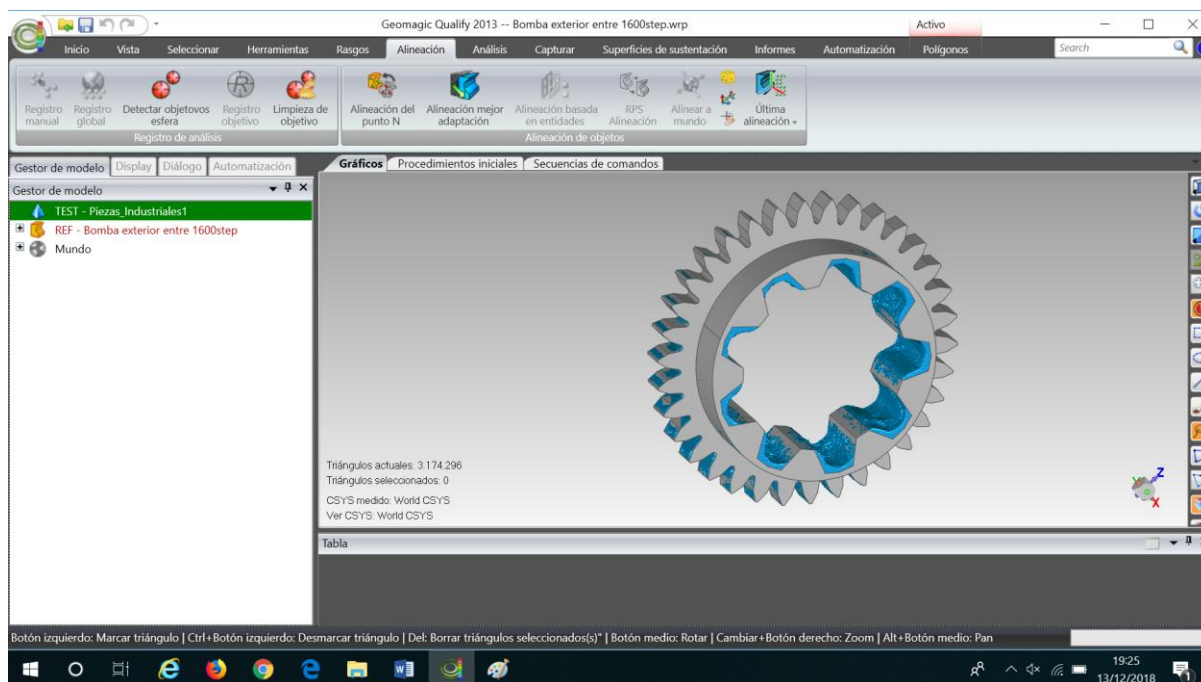 Geomagic Qualify 2013 -- Bomba exterior entre 1600step.wrp
Activo
Inicio Vista Seleccionar Herramientas Rasgos Alineación Análisis Capturar Superficies de sustentación Informes Automatización Polígonos Search
Registro manual
Registro global
Detectar objetovos esfera
Registro objetivo
Limpieza de objetivo
Registro de análisis
Alineación del punto N
Alineación mejor adaptación
Alineación basada en entidades
RPS Alineación
Alinear a mundo
Última alineación
Alineación de objetos
Gestor de modelo Display Diálogo Automatización
Gráficos Procedimientos iniciales Secuencias de comandos
Gestor de modelo
TEST - Piezas_Industriales1
REF - Bomba exterior entre 1600step
Mundo
Triángulos actuales: 3.174.296
Triángulos seleccionados: 0
CSYS medido: World CSYS
Ver CSYS: World CSYS
Z
X
Tabla
Botón izquierdo: Marcar triángulo | Ctrl+Botón izquierdo: Desmarcar triángulo | Del: Borrar triángulos seleccionados(s)" | Botón medio: Rotar | Cambiar+Botón derecho: Zoom | Alt+Botón medio: Pan
19:25
13/12/2018